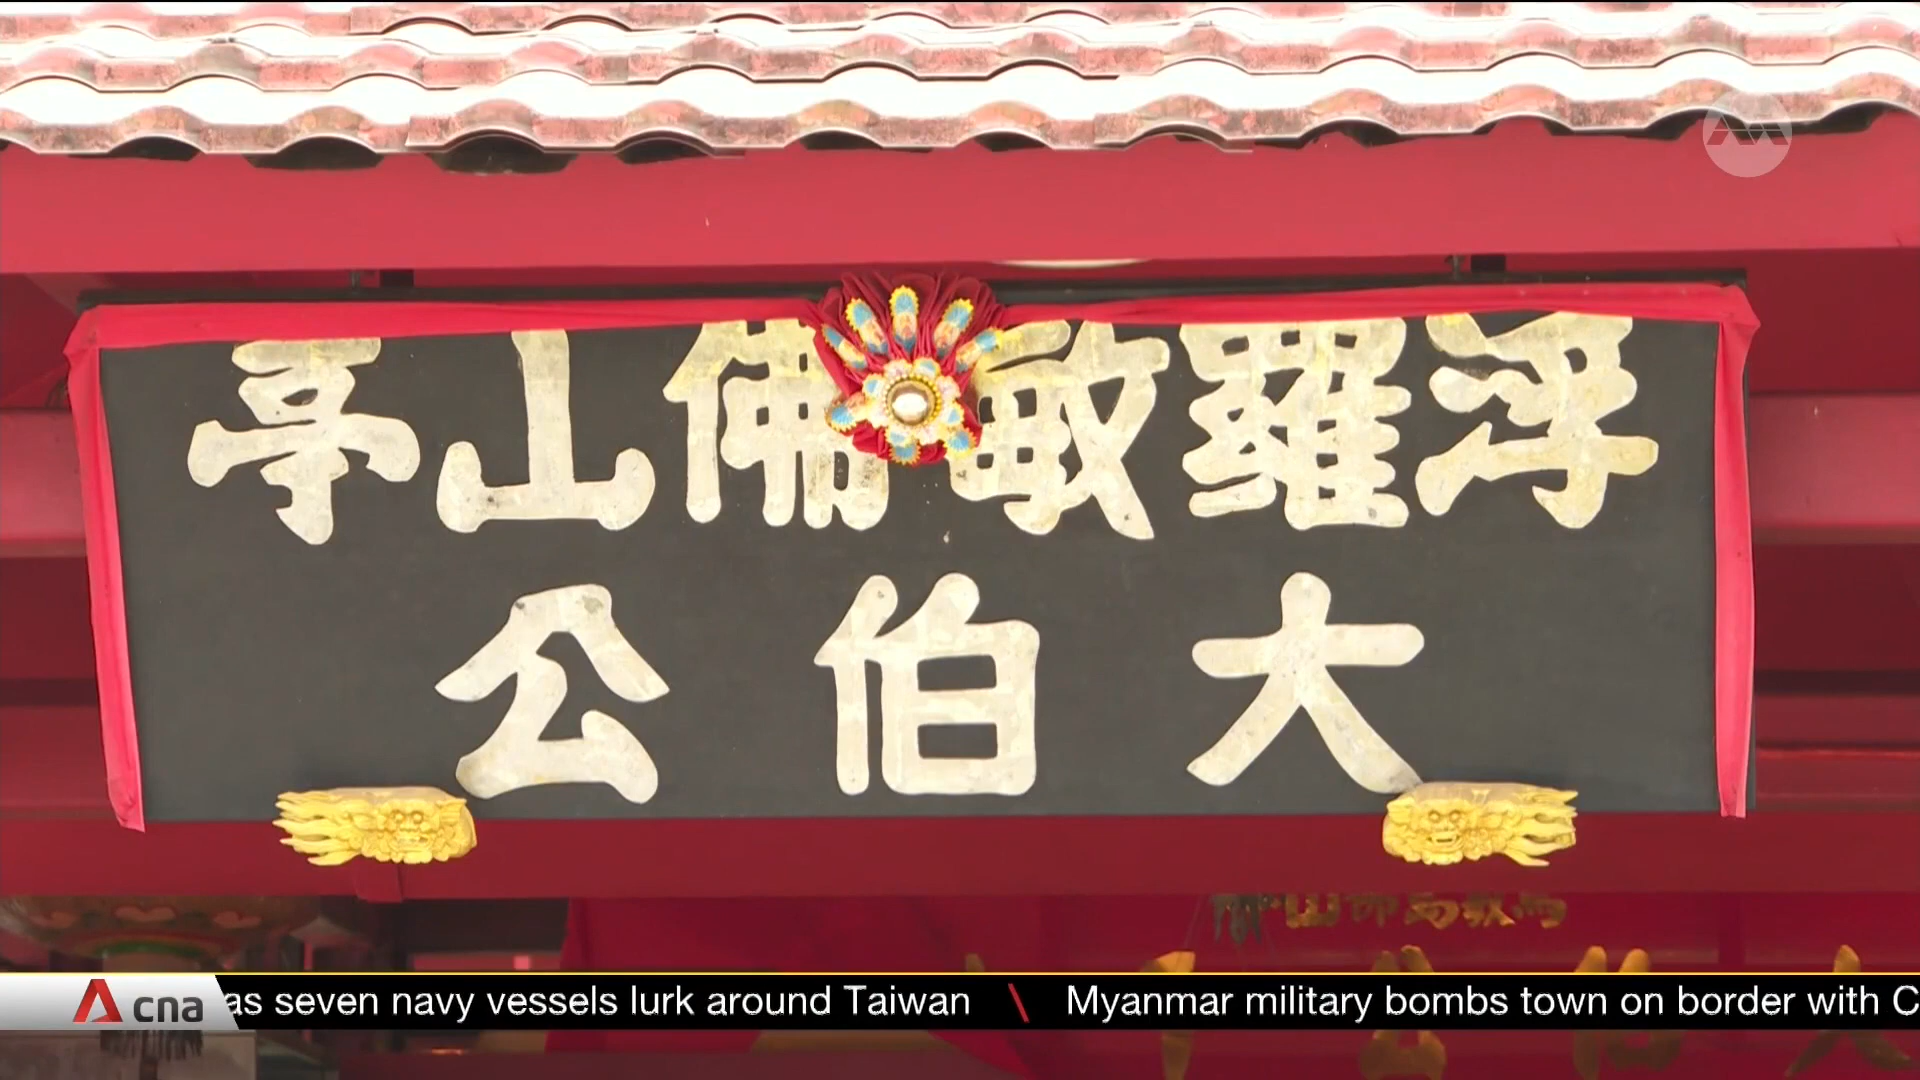 浮羅敏佛山亭
大伯公
cna
as seven navy vessels lurk around Taiwan \ Myanmar military bombs town on border with C